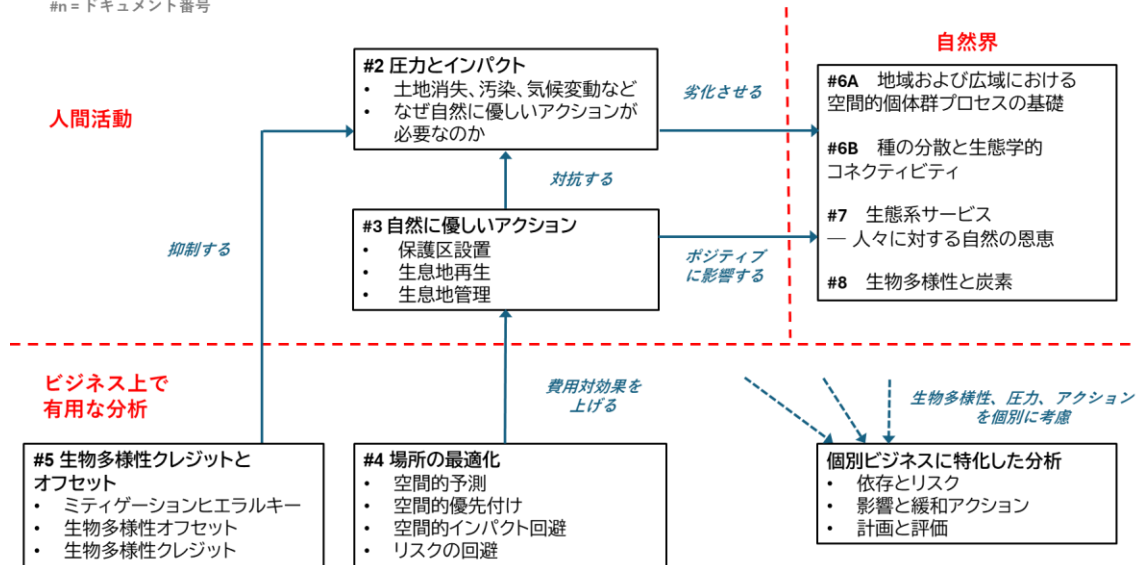 #n = ドキュメント番号
人間活動
#2 圧力とインパクト
• 土地消失、汚染、気候変動など
• なぜ自然に優しいアクションが
必要なのか
劣化させる
自然界
#6A 地域および広域における
空間的個体群プロセスの基礎
#6B 種の分散と生態学的
コネクティビティ
#7 生態系サービス
― 人々に対する自然の恩恵
#8 生物多様性と炭素
対抗する
抑制する
#3 自然に優しいアクション
• 保護区設置
• 生息地再生
• 生息地管理
ポジティブ
に影響する
ビジネス上で
有用な分析
費用対効果を
上げる
生物多様性、圧力、アクション
を個別に考慮
#5 生物多様性クレジットと
オフセット
• ミティゲーションヒエラルキー
• 生物多様性オフセット
• 生物多様性クレジット
#4 場所の最適化
• 空間的予測
• 空間的優先付け
• 空間的インパクト回避
• リスクの回避
個別ビジネスに特化した分析
• 依存とリスク
• 影響と緩和アクション
• 計画と評価